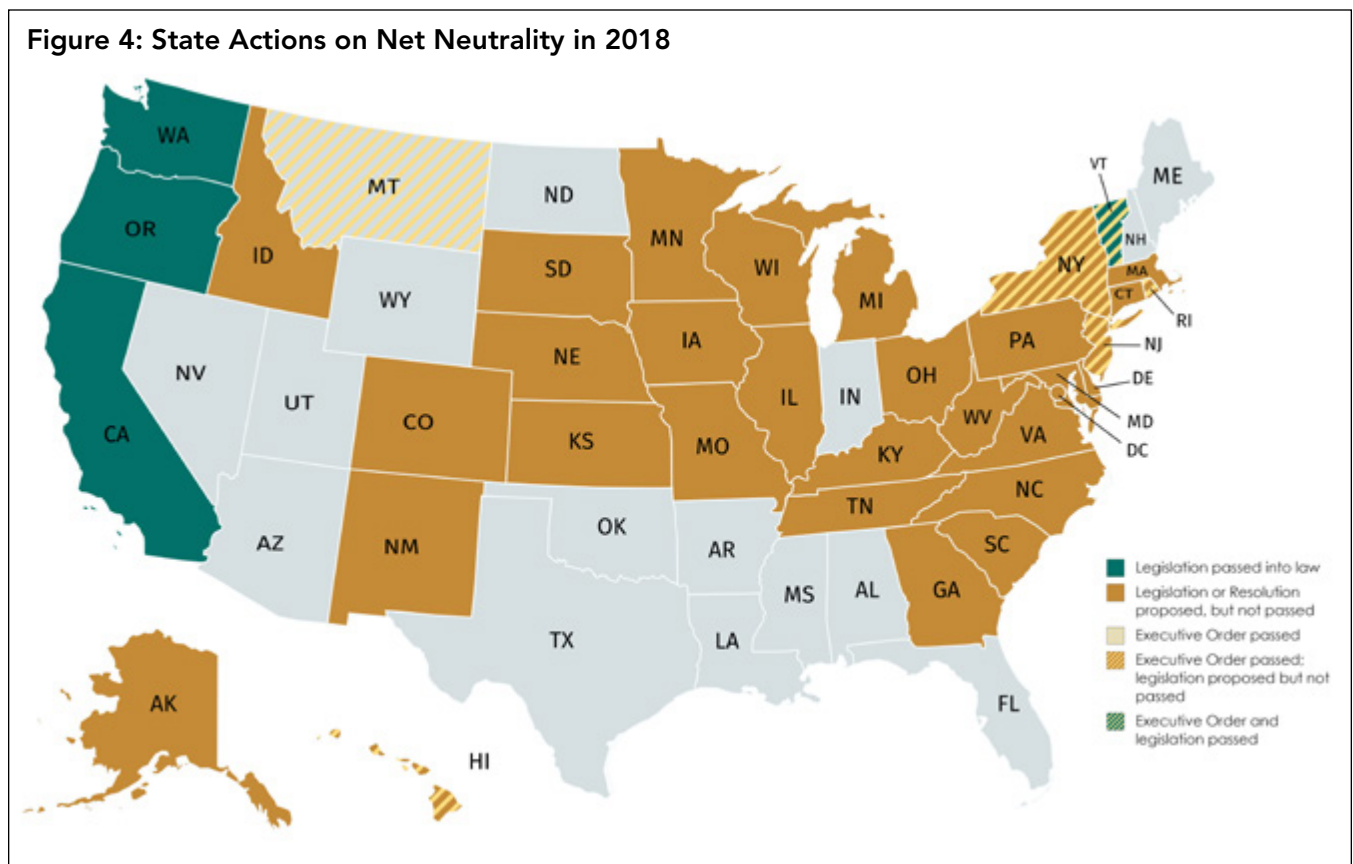 Figure 4: State Actions on Net Neutrality in 2018
WA
MT
ND
MN
VT
ME
OR
ID
SD
WI
MI
NY
NH
MA
CT
RI
WY
NE
IA
PA
NJ
NV
UT
CO
KS
MO
IL
IN
OH
WV
VA
DE
MD
DC
CA
KY
AZ
NM
OK
AR
TN
NC
SC
MS
AL
GA
TX
LA
FL
AK
HI
Legislation passed into law
Legislation or Resolution
proposed, but not passed
Executive Order passed
Executive Order passed;
legislation proposed but not
passed
Executive Order and
legislation passed